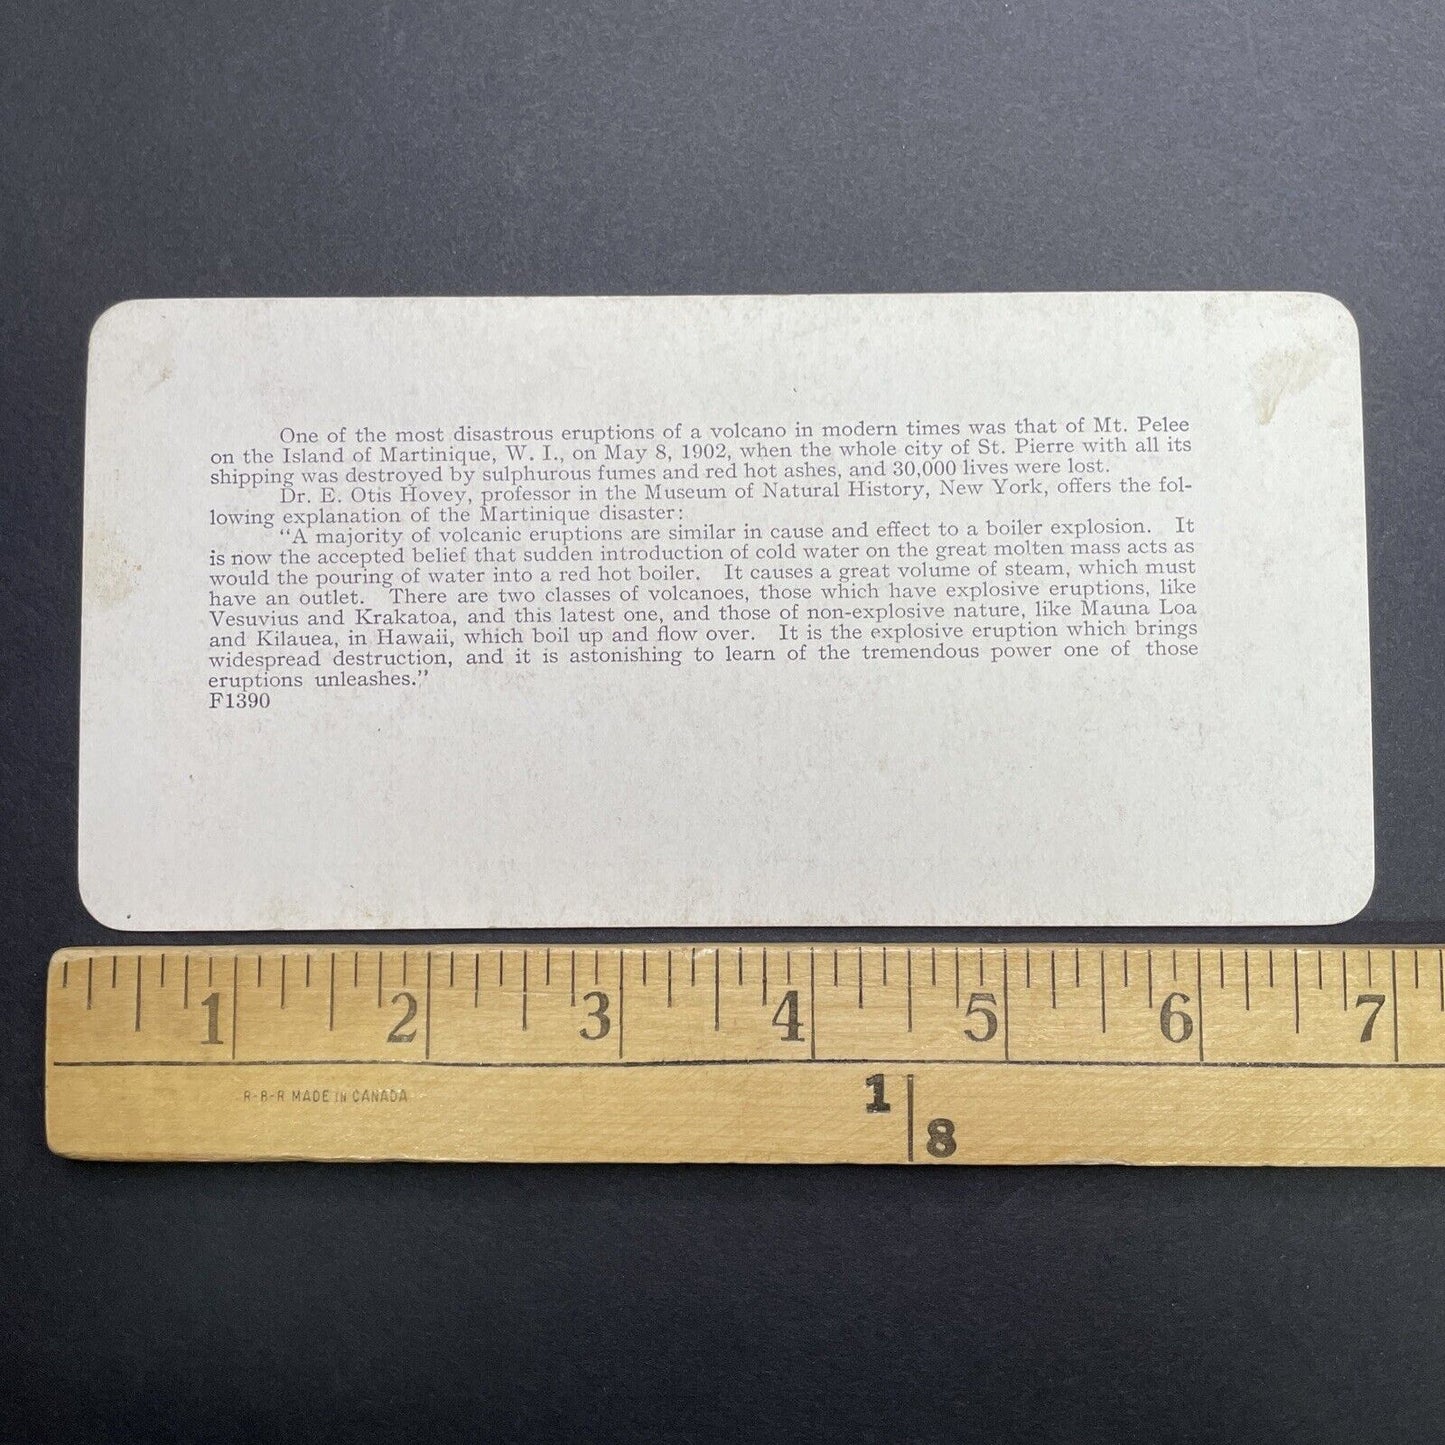 One of the most disastrous eruptions of a volcano in modern times was that of Mt. Pelee
on the Island of Martinique, W. I., on May 8, 1902, when the whole city of St. Pierre with all its
shipping was destroyed by sulphurous fumes and red hot ashes, and 30,000 lives were lost.
Dr. E. Otis Hovey, professor in the Museum of Natural History, New York, offers the fol-
lowing explanation of the Martinique disaster:
“A majority of volcanic eruptions are similar in cause and effect to a boiler explosion. It
is now the accepted belief that sudden introduction of cold water on the great molten mass acts as
would the pouring of water into a red hot boiler. It causes a great volume of steam, which must
have an outlet. There are two classes of volcanoes, those which have explosive eruptions, like
Vesuvius and Krakatoa, and this latest one, and those of non-explosive nature, like Mauna Loa
and Kilauea, in Hawaii, which boil up and flow over. It is the explosive eruption which brings
widespread destruction, and it is astonishing to learn of the tremendous power one of those
eruptions unleashes.”
F1390
1 2 3 4 5 6 7
R-B-R MADE IN CANADA
1 8